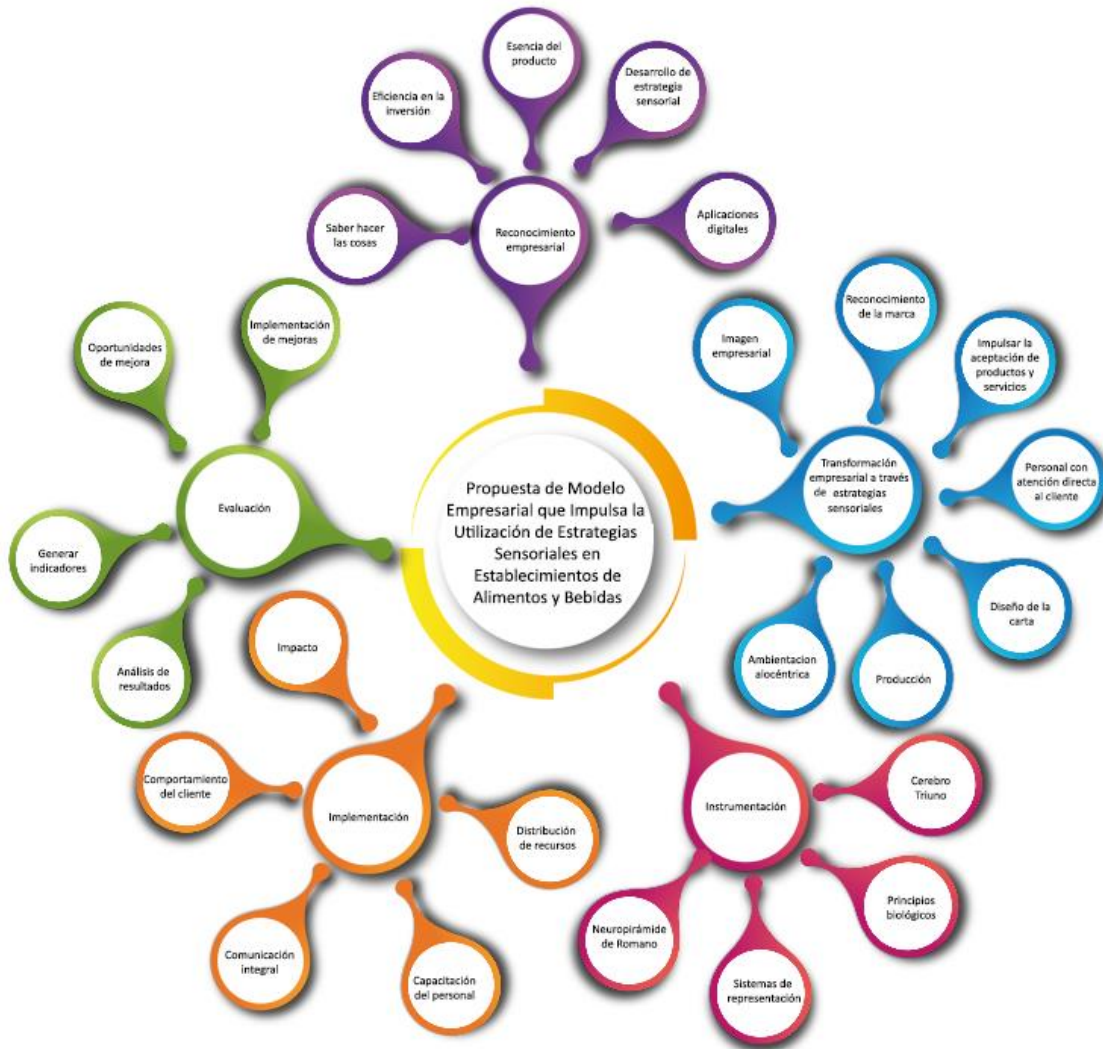 Esencia del
producto
Desarrollo de
estrategia
sensorial
Eficiencia en la
inversión
Saber hacer
las cosas
Reconocimiento
empresarial
Aplicaciones
digitales
Reconocimiento
de la marca
Imagen
empresarial
Impulsar la
aceptación de
productos y
servicios
Transformación
empresarial a través
de estrategias
sensoriales
Personal con
atención directa
al cliente
Diseño de la
carta
Producción
Ambientacion
alocéntrica
Implementación
de mejoras
Oportunidades
de mejora
Evaluación
Generar
indicadores
Análisis de
resultados
Propuesta de Modelo
Empresarial que Impulsa la
Utilización de Estrategias
Sensoriales en
Establecimientos de
Alimentos y Bebidas
Impacto
Comportamiento
del cliente
Implementación
Distribución
de recursos
Comunicación
integral
Capacitación
del personal
Instrumentación
Cerebro
Triuno
Principios
biológicos
Neuropirámide
de Romano
Sistemas de
representación